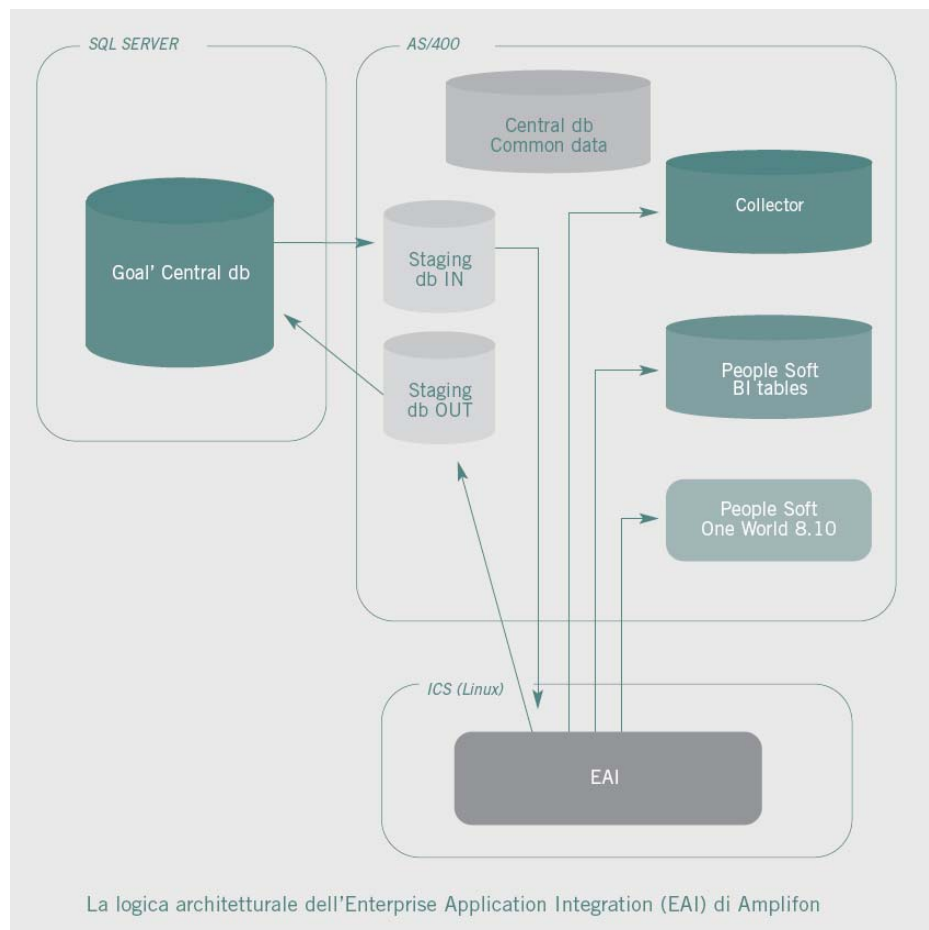 SQL SERVER
AS/400
Central db
Common data
Collector
Goal' Central db
Staging
db IN
Staging
db OUT
People Soft
BI tables
People Soft
One World 8.10
ICS (Linux)
EAI
La logica architetturale dell'Enterprise Application Integration (EAI) di Amplifon